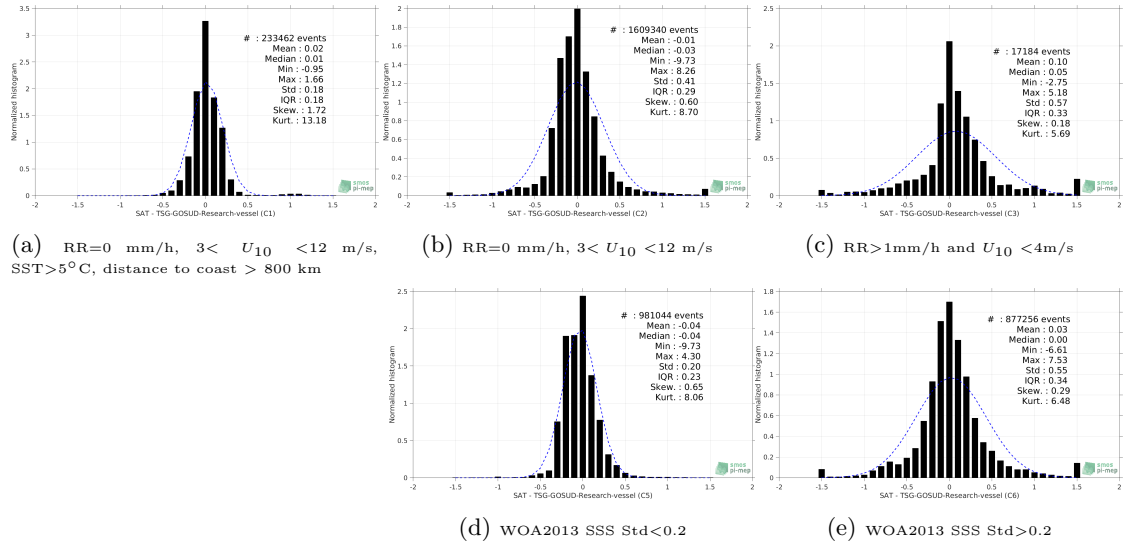 3.5
3
2.5
2
1.5
1
0.5
0
Normalized histogram
# : 233462 events
Mean : 0.02
Median : 0.01
Min : -0.95
Max : 1.66
Std : 0.18
IQR : 0.18
Skew. : 1.72
Kurt. : 13.18
smos
pi-mep
-2 -1.5 -1 -0.5 0 0.5 1 1.5 2
SAT - TSG-GOSUD-Research-vessel (C1)
(a) RR=0 mm/h, 3< U10 <12 m/s,
SST>5°C, distance to coast > 800 km
2
1.8
1.6
1.4
1.2
1
0.8
0.6
0.4
0.2
0
Normalized histogram
# : 1609340 events
Mean : -0.01
Median : -0.03
Min : -9.73
Max : 8.26
Std : 0.41
IQR : 0.29
Skew. : 0.60
Kurt. : 8.70
smos
pi-mep
-2 -1.5 -1 -0.5 0 0.5 1 1.5 2
SAT - TSG-GOSUD-Research-vessel (C2)
(b) RR=0 mm/h, 3< U10 <12 m/s
2.5
2
1.5
1
0.5
0
Normalized histogram
# : 17184 events
Mean : 0.10
Median : 0.05
Min : -2.75
Max : 5.18
Std : 0.57
IQR : 0.33
Skew. : 0.18
Kurt. : 5.69
smos
pi-mep
-2 -1.5 -1 -0.5 0 0.5 1 1.5 2
SAT - TSG-GOSUD-Research-vessel (C3)
(c) RR>1mm/h and U10 <4m/s
2.5
2
1.5
1
0.5
0
Normalized histogram
# : 981044 events
Mean : -0.04
Median : -0.04
Min : -9.73
Max : 4.30
Std : 0.20
IQR : 0.23
Skew. : 0.65
Kurt. : 8.06
smos
pi-mep
-2 -1.5 -1 -0.5 0 0.5 1 1.5 2
SAT - TSG-GOSUD-Research-vessel (C5)
(d) WOA2013 SSS Std<0.2
1.8
1.6
1.4
1.2
1
0.8
0.6
0.4
0.2
0
Normalized histogram
# : 877256 events
Mean : 0.03
Median : 0.00
Min : -6.61
Max : 7.53
Std : 0.55
IQR : 0.34
Skew. : 0.29
Kurt. : 6.48
smos
pi-mep
-2 -1.5 -1 -0.5 0 0.5 1 1.5 2
SAT - TSG-GOSUD-Research-vessel (C6)
(e) WOA2013 SSS Std>0.2